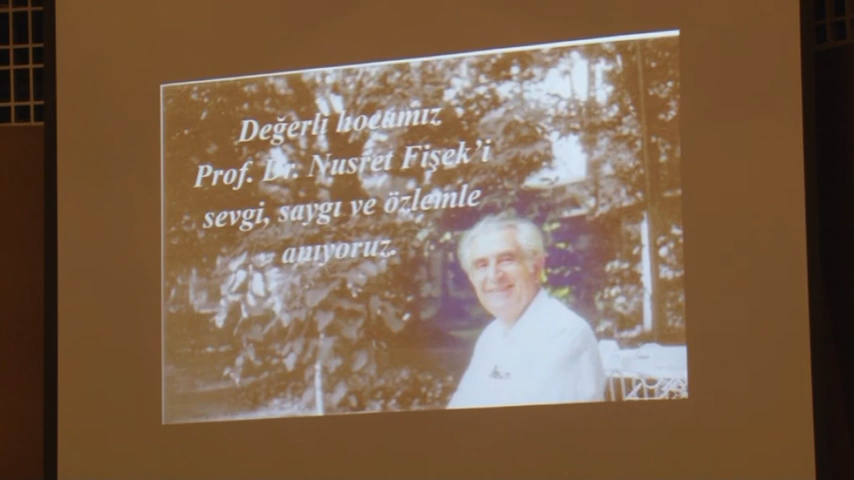 Değerli hocamız
Prof. Dr. Nusret Fişek'i
sevgi, saygı ve özlemle
anıyoruz.